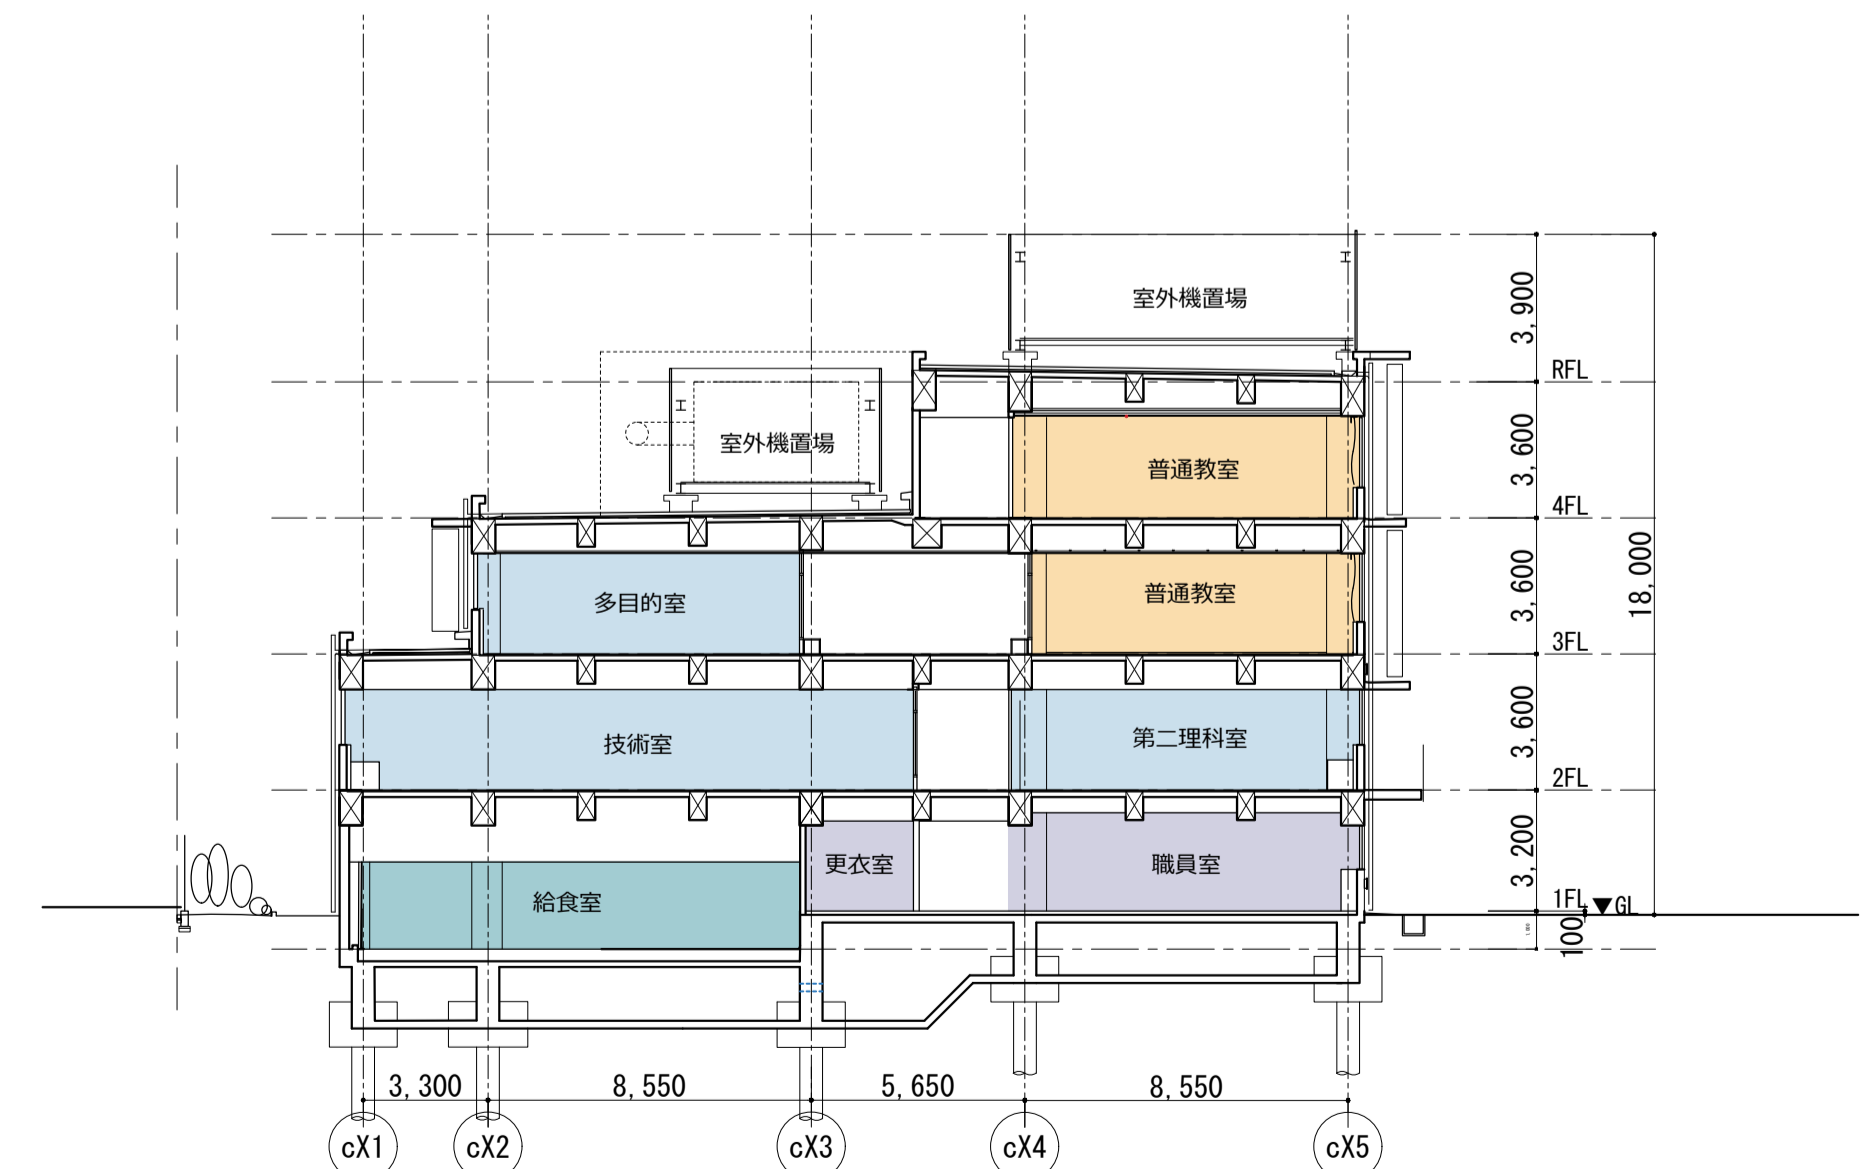 室外機置場
3,900
RFL
室外機置場
普通教室
3,600
4FL
多目的室
普通教室
3,600
18,000
3FL
技術室
第二理科室
3,600
2FL
給食室
更衣室
職員室
3,200
1FL
GL
100
3,300
8,550
5,650
8,550
cX1
cX2
cX3
cX4
cX5